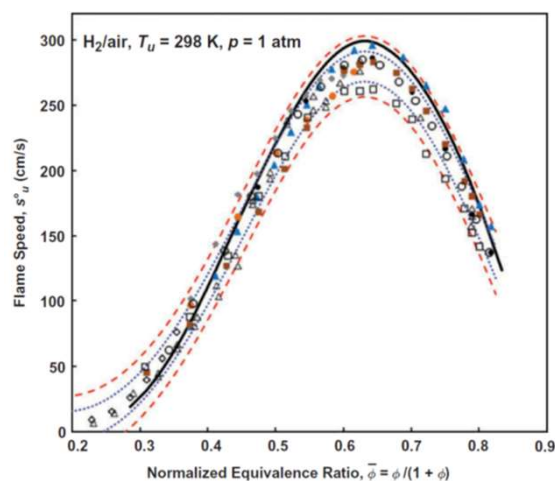 H₂/air, Tᵤ = 298 K, p = 1 atm
300
250
200
150
100
50
0
Flame Speed, s°ᵤ (cm/s)
0.2 0.3 0.4 0.5 0.6 0.7 0.8 0.9
Normalized Equivalence Ratio, ϕ̅ = ϕ/(1 + ϕ)